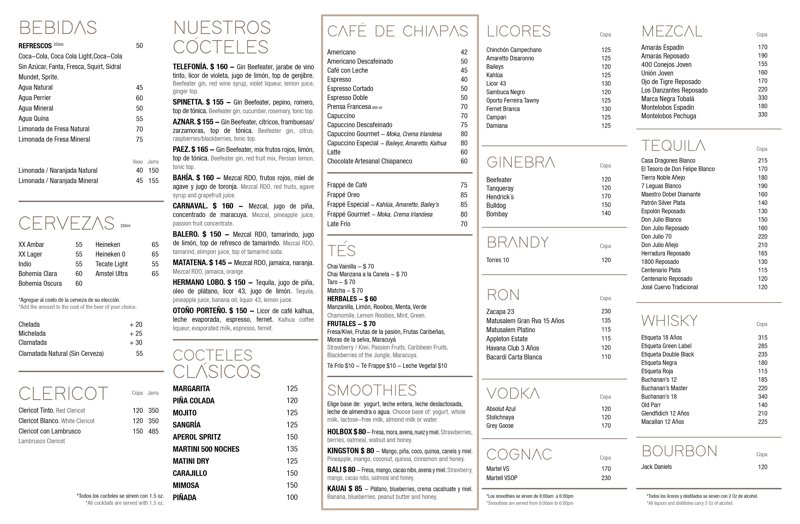 BEBIDAS
REFRESCOS 355ml 50
Coca–Cola, Coca Cola Light,Coca–Cola
Sin Azúcar, Fanta, Fresca, Squirt, Sidral
Mundet, Sprite.
Agua Natural 45
Agua Perrier 60
Agua Mineral 50
Agua Quina 55
Limonada de Fresa Natural 70
Limonada de Fresa Mineral 75
Vaso Jarra
Limonada / Naranjada Natural 40 150
Limonada / Naranjada Mineral 45 155
CERVEZAS
XX Ambar 55 Heineken 65
XX Lager 55 Heineken 0 65
Indio 55 Tecate Light 55
Bohemia Clara 60 Amstel Ultra 65
Bohemia Oscura 60
*Agregue al costo de la cerveza de su elección.
*Add the amount to the cost of the beer of your choice.
Chelada + 20
Michelada + 25
Clamatada + 30
Clamatada Natural (Sin Cerveza) 55
CLERICOT Copa Jarra
Clericot Tinto. Red Clericot 120 350
Clericot Blanco. White Clericot 120 350
Clericot con Lambrusco 150 485
Lambrusco Clericot
*Todos los cocteles se sirven con 1.5 oz.
*All cocktails are served with 1.5 oz.
NUESTROS
CÓCTELES
TELEFONÍA. $ 160 – Gin Beefeater, jarabe de vino
tinto, licor de violeta, jugo de limón, top de jengibre.
Beefeater gin, red wine syrup, violet liqueur, lemon juice,
ginger top.
SPINETTA. $ 155 – Gin Beefeater, pepino, romero,
top de tónica. Beefeater gin, cucumber, rosemary, tonic top.
AZNAR. $ 155 – Gin Beefeater, cítricos, frambuesas/
zarzamoras, top de tónica. Beefeater gin, citrus,
raspberries/blackberries, tonic top.
PAEZ. $ 165 – Gin Beefeater, mix frutos rojos, limón,
top de tónica. Beefeater gin, red fruit mix, Persian lemon,
tonic top.
BAHÍA. $ 160 – Mezcal RDO, frutos rojos, miel de
agave y jugo de toronja. Mezcal RDO, red fruits, agave
syrup and grapefruit juice.
CARNAVAL. $ 160 – Mezcal, jugo de piña,
concentrado de maracuya. Mezcal, pineapple juice,
passion fruit concentrate.
BALERO. $ 150 – Mezcal RDO, tamarindo, jugo
de limón, top de refresco de tamarindo. Mezcal RDO,
tamarind, elimpon juice, top of tamarind soda.
MATATENA. $ 145 – Mezcal RDO, jamaica, naranja.
Mezcal RDO, jamaica, orange.
HERMANO LOBO. $ 150 – Tequila, jugo de piña,
oleo de plátano, licor 43, jugo de limón. Tequila,
pineapple juice, banana oil, liquor 43, lemon juice.
OTOÑO PORTEÑO. $ 150 – Licor de café kalhua,
leche evaporada, espresso, fernet. Kalhua coffee
liqueur, evaporated milk, espresso, fernet.
COCTELES
CLÁSICOS
MARGARITA 125
PIÑA COLADA 120
MOJITO 125
SANGRÍA 125
APEROL SPRITZ 150
MARTINI 500 NOCHES 135
MATINI DRY 125
CARAJILLO 150
MIMOSA 150
PIÑADA 100
CAFÉ DE CHIAPAS
Americano 42
Americano Descafeinado 50
Café con Leche 45
Espresso 40
Espresso Cortado 50
Espresso Doble 50
Prensa Francesa 70
Capuccino 70
Capuccino Descafeinado 75
Capuccino Gourmet – Moka, Crema Irlandesa 80
Capuccino Especial – Baileys, Amaretto, Kalhua 80
Latte 60
Chocolate Artesanal Chiapaneco 60
Frappé de Café 75
Frappé Oreo 85
Frappé Especial – Kahlúa, Amaretto, Bailey's 85
Frappé Gourmet – Moka, Crema Irlandesa 80
Late Frio 70
TÉS
Chai Vainilla – $ 70
Chai Manzana a la Canela – $ 70
Taro – $ 70
Matcha – $ 70
HERBALES – $ 60
Manzanilla, Limón, Rooibos, Menta, Verde
Chamomile, Lemon Rooibos, Mint, Green.
FRUTALES – $ 70
Fresa/Kiwi, Frutas de la pasión, Frutas Caribeñas,
Moras de la selva, Maracuyá
Strawberry / Kiwi, Passion Fruits, Caribbean Fruits,
Blackberries of the Jungle, Maracuya.
Té Frío $10 – Té Frappe $10 – Leche Vegetal $10
SMOOTHIES
Elige base de: yogurt, leche enfera, leche deslactosada,
leche de almendra o agua. Choose base of: yogurt, whole
milk, lactose–free milk, almond milk or water.
HOLBOX $ 80 – Fresa, mora, avena, nuez y miel. Strawberries,
berries, oatmeal, walnut and honey.
KINGSTON $ 80 – Mango, piña, coco, quinoa, canela y miel.
Pineapple, mango, coconut, quinoa, cinnamon and honey.
BALI $ 80 – Fresa, mango, cacao nibs, avena y miel. Strawberry,
mango, cacao nibs, oatmeal and honey.
KAUAI $ 85 – Plátano, blueberries, crema cacahuate y miel.
Banana, blueberries, peanut butter and honey.
LICORES Copa
Chinchón Campechano 125
Amaretto Disaronno 125
Baileys 120
Kahlúa 125
Licor 43 130
Sambuca Negro 120
Oporto Ferreira Tawny 125
Fernet Branca 130
Campari 125
Damiana 125
GINEBRA Copa
Beefeater 120
Tanqueray 120
Hendrick's 170
Bulldog 150
Bombay 140
BRANDY Copa
Torres 10 120
RON Copa
Zacapa 23 230
Matusalem Gran Rva 15 Años 135
Matusalem Platino 115
Appleton Estate 115
Havana Club 3 Años 120
Bacardi Carta Blanca 110
VODKA Copa
Absolut Azul 120
Stolichnaya 120
Grey Goose 170
COGNAC Copa
Martel VS 170
Martell VSOP 230
*Los smoothies se sirven de 8:00am a 6:00pm
*Smoothies are served from 8:00am to 6:00pm
MEZCAL Copa
Amarás Espadín 170
Amarás Reposado 190
400 Conejos Joven 155
Unión Joven 160
Ojo de Tigre Reposado 170
Los Danzantes Reposado 220
Marca Negra Tobalá 330
Montelobos Espadín 180
Montelobos Pechuga 330
TEQUILA Copa
Casa Dragones Blanco 215
El Tesoro de Don Felipe Blanco 170
Tierra Noble Añejo 180
7 Leguas Blanco 190
Maestro Dobel Diamante 160
Patrón Silver Plata 140
Espolón Reposado 130
Don Julio Blanco 150
Don Julio Reposado 160
Don Julio 70 220
Don Julio Añejo 210
Herradura Reposado 165
1800 Reposado 130
Centenario Plata 115
Centenario Reposado 120
José Cuervo Tradicional 120
WHISKY Copa
Etiqueta 18 Años 315
Etiqueta Green Label 285
Etiqueta Double Black 235
Etiqueta Negra 180
Etiqueta Roja 115
Buchanan's 12 185
Buchanan's Master 220
Buchanan's 18 340
Old Parr 140
Glendfidich 12 Años 210
Macallan 12 Años 225
BOURBON Copa
Jack Daniels 120
*Todos los licores y destilados se sirven con 2 Oz de alcohol.
*All liquors and destilates carry 2 Oz of alcohol.